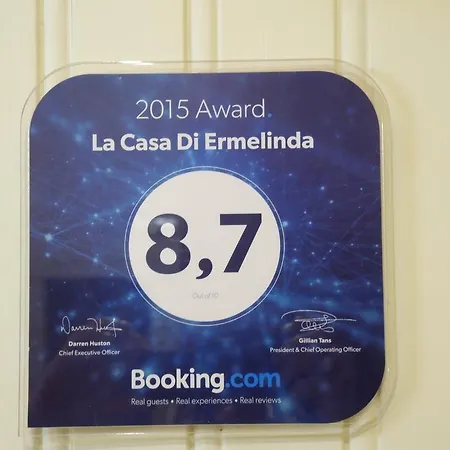 2015 Award.
La Casa Di Ermelinda
8,7
Out of 10
Darren Huston
Chief Executive Officer
Gillian Tans
President & Chief Operating Officer
Booking.com
Real guests • Real experiences • Real reviews